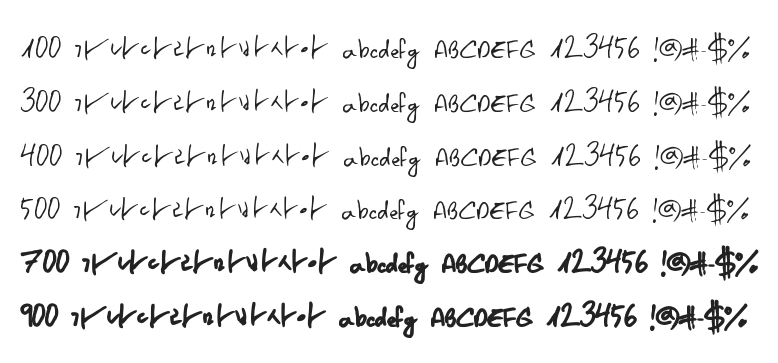 100 가나다라마바사아 abcdefg ABCDEFG 123456 !@#$%
300 가나다라마바사아 abcdefg ABCDEFG 123456 !@#$%
400 가나다라마바사아 abcdefg ABCDEFG 123456 !@#$%
500 가나다라마바사아 abcdefg ABCDEFG 123456 !@#$%
700 가나다라마바사아 abcdefg ABCDEFG 123456 !@#$%
900 가나다라마바사아 abcdefg ABCDEFG 123456 !@#$%